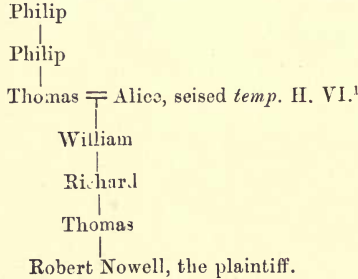 Philip
Philip
Thomas = Alice, seised temp. H. VI.¹
William
Richard
Thomas
Robert Nowell, the plaintiff.